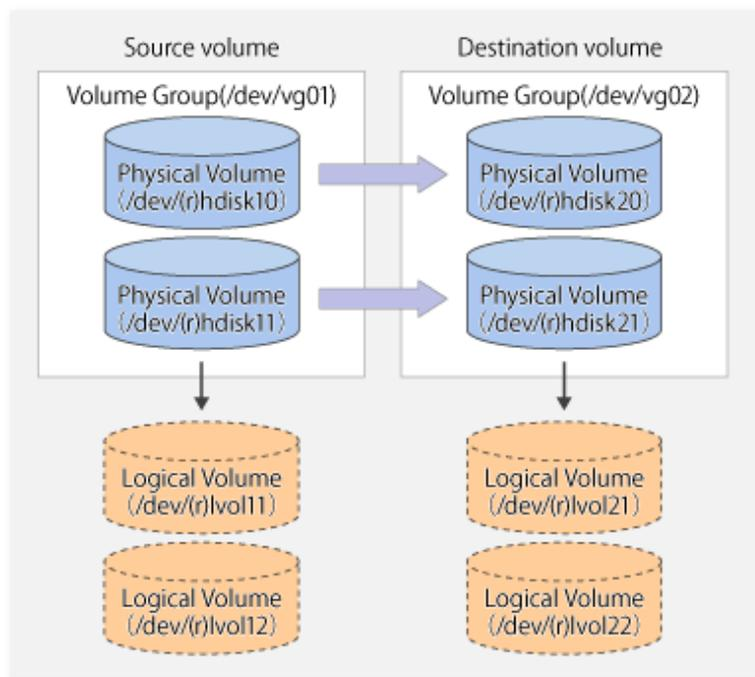 Source volume
Destination volume
Volume Group(/dev/vg01)
Volume Group(/dev/vg02)
Physical Volume
(/dev/(r)hdisk10)
Physical Volume
(/dev/(r)hdisk20)
Physical Volume
(/dev/(r)hdisk11)
Physical Volume
(/dev/(r)hdisk21)
Logical Volume
(/dev/(r)lvol11)
Logical Volume
(/dev/(r)lvol21)
Logical Volume
(/dev/(r)lvol12)
Logical Volume
(/dev/(r)lvol22)